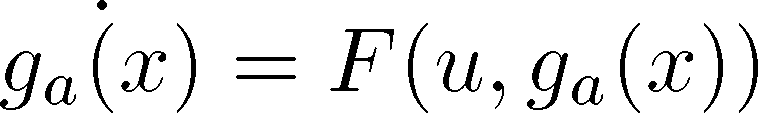 $\dot{g_a(x)} = F(u, g_a(x))$